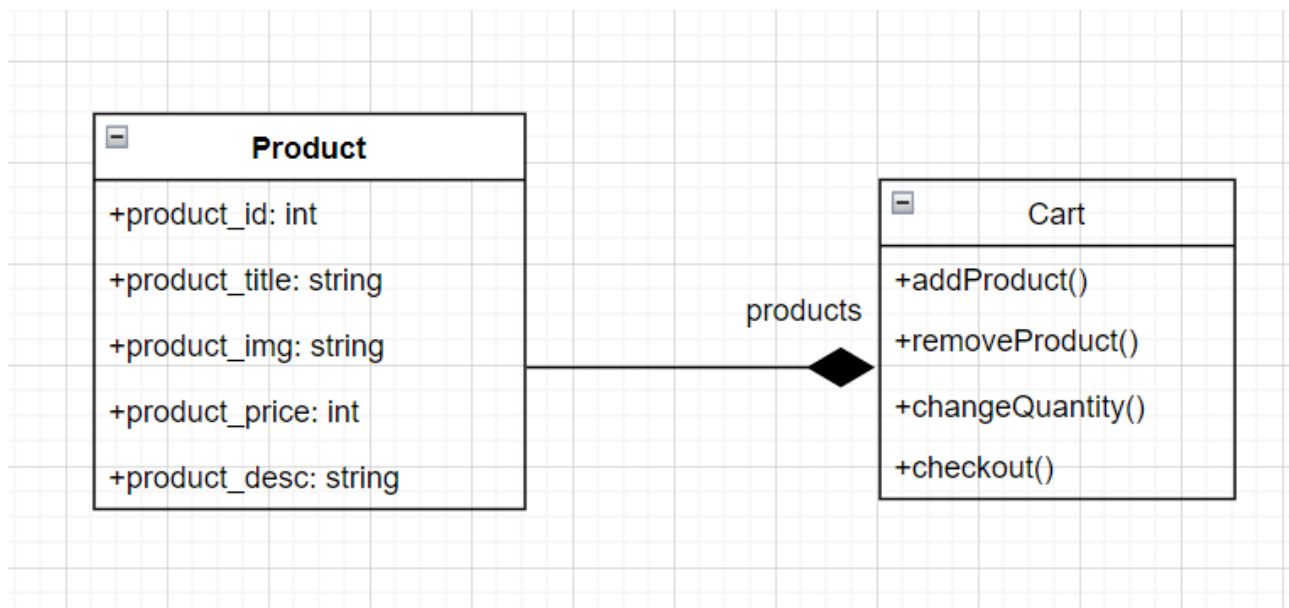 Product
+product_id: int
+product_title: string
+product_img: string
+product_price: int
+product_desc: string
products
Cart
+addProduct()
+removeProduct()
+changeQuantity()
+checkout()